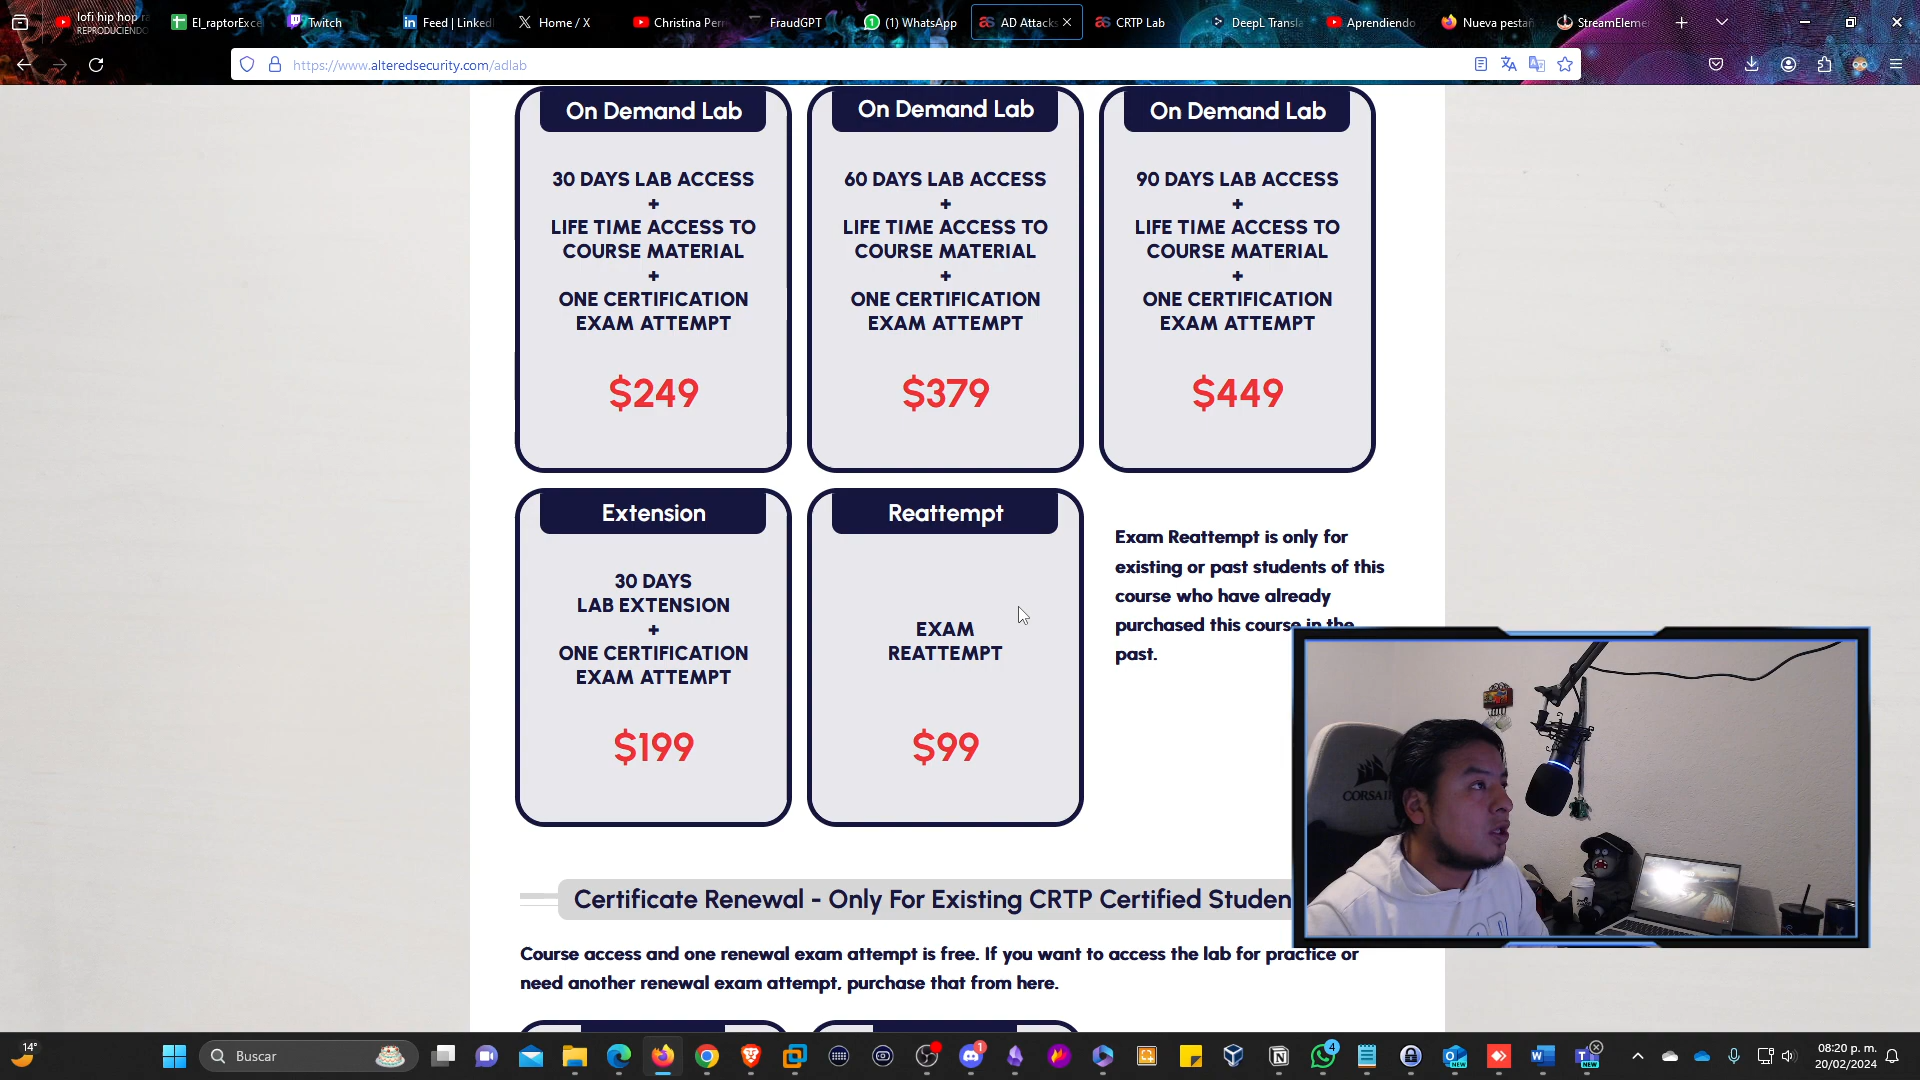 lofi hip hop ra
REPRODUCIENDO
El_raptorExce
Twitch
Feed | LinkedI
Home / X
Christina Perr
FraudGPT
(1) WhatsApp
AD Attacks
CRTP Lab
DeepL Transla
Aprendiendo
Nueva pestañ
StreamEleme
https://www.alteredsecurity.com/adlab
On Demand Lab
30 DAYS LAB ACCESS
+
LIFE TIME ACCESS TO
COURSE MATERIAL
+
ONE CERTIFICATION
EXAM ATTEMPT
$249
On Demand Lab
60 DAYS LAB ACCESS
+
LIFE TIME ACCESS TO
COURSE MATERIAL
+
ONE CERTIFICATION
EXAM ATTEMPT
$379
On Demand Lab
90 DAYS LAB ACCESS
+
LIFE TIME ACCESS TO
COURSE MATERIAL
+
ONE CERTIFICATION
EXAM ATTEMPT
$449
Extension
30 DAYS
LAB EXTENSION
+
ONE CERTIFICATION
EXAM ATTEMPT
$199
Reattempt
EXAM
REATTEMPT
$99
Exam Reattempt is only for
existing or past students of this
course who have already
purchased this course in the
past.
CORSAIR
Certificate Renewal - Only For Existing CRTP Certified Studen
Course access and one renewal exam attempt is free. If you want to access the lab for practice or
need another renewal exam attempt, purchase that from here.
14°
Buscar
08:20 p. m.
20/02/2024